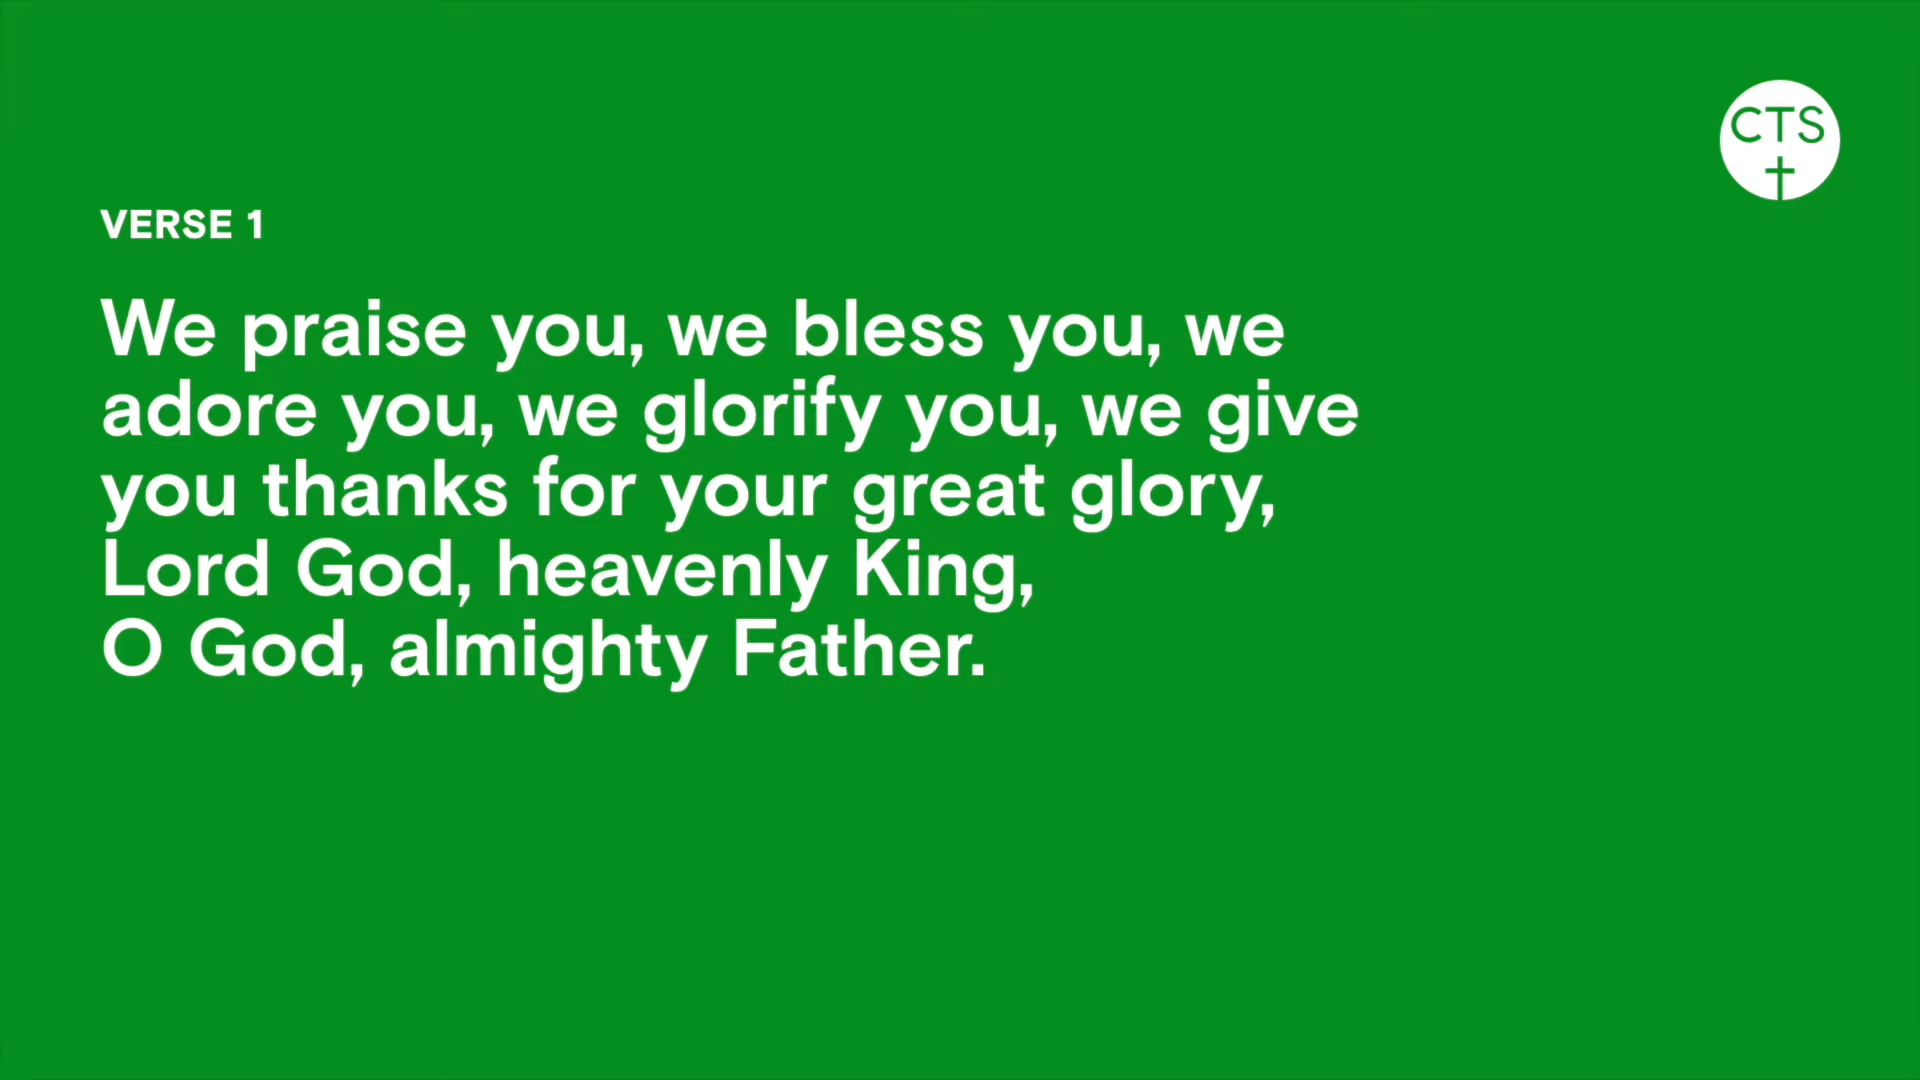 CTS
VERSE 1
We praise you, we bless you, we
adore you, we glorify you, we give
you thanks for your great glory,
Lord God, heavenly King,
O God, almighty Father.